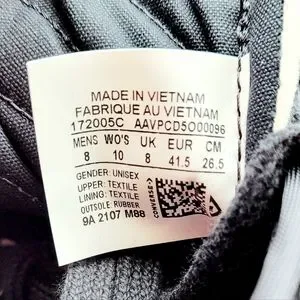 MADE IN VIETNAM
FABRIQUE AU VIETNAM
172005C AAVPCD5O00096
MENS WO'S UK EUR CM
8 10 8 41.5 26.5
GENDER: UNISEX
UPPER: TEXTILE
LINING: TEXTILE
OUTSOLE RUBBER
9A 2107 M88
CONVERSE